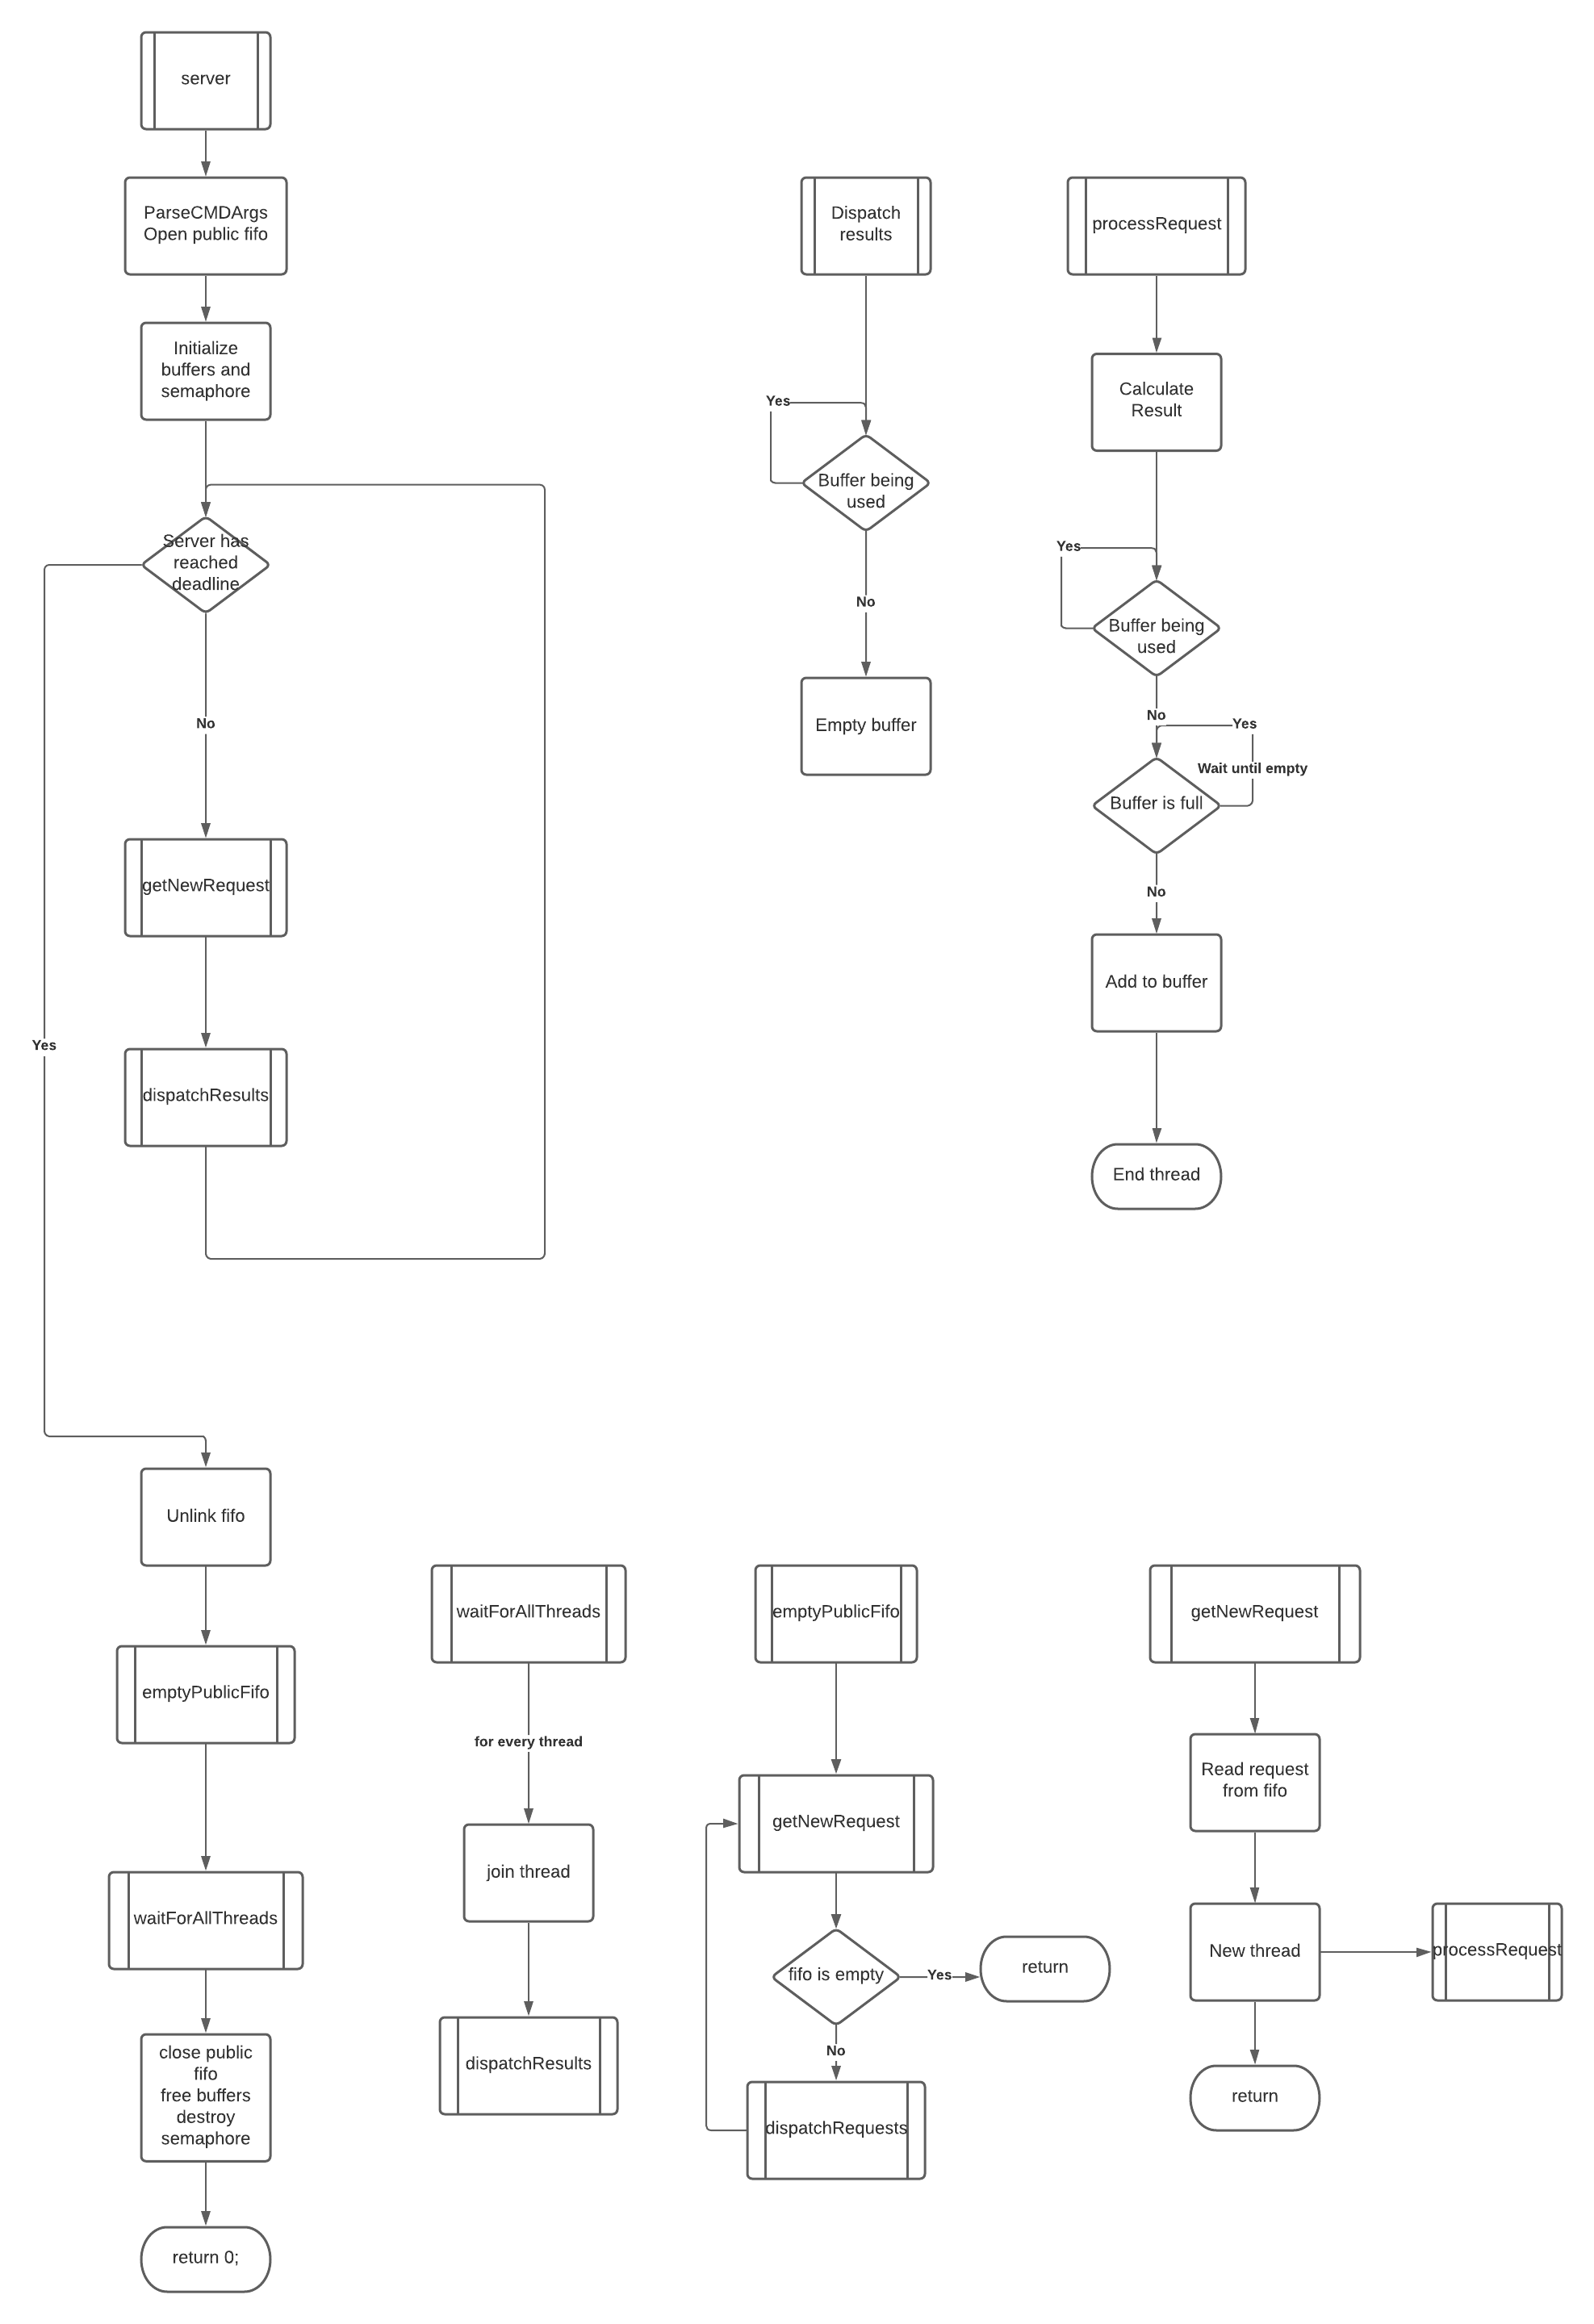 server
ParseCMDArgs
Open public fifo
Initialize
buffers and
semaphore
Server has
reached
deadline
No
Yes
getNewRequest
dispatchResults
Unlink fifo
emptyPublicFifo
waitForAllThreads
close public
fifo
free buffers
destroy
semaphore
return 0;
Dispatch
results
Yes
Buffer being
used
No
Empty buffer
processRequest
Calculate
Result
Yes
Buffer being
used
No
Yes
Wait until empty
Buffer is full
No
Add to buffer
End thread
waitForAllThreads
for every thread
join thread
dispatchResults
emptyPublicFifo
getNewRequest
fifo is empty
Yes
return
No
dispatchRequests
getNewRequest
Read request
from fifo
New thread
processRequest
return